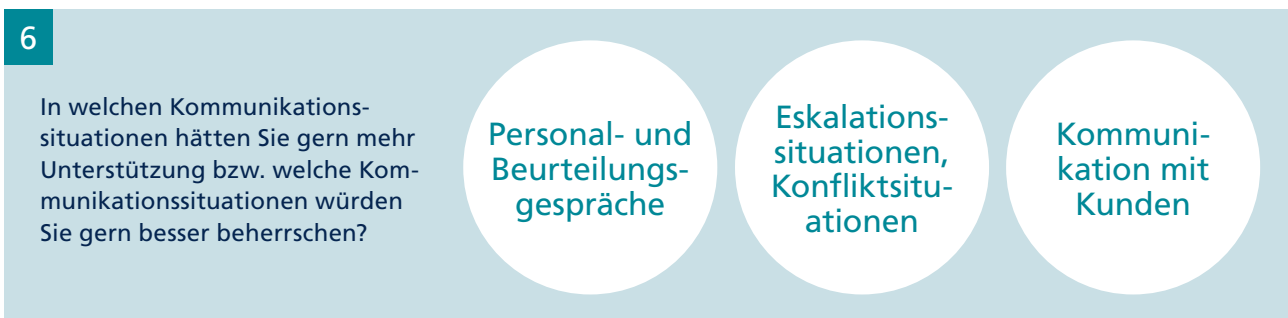 6
In welchen Kommunikations-
situationen hätten Sie gern mehr
Unterstützung bzw. welche Kom-
munikationssituationen würden
Sie gern besser beherrschen?
Personal- und
Beurteilungs-
gespräche
Eskalations-
situationen,
Konfliktsitu-
ationen
Kommuni-
kation mit
Kunden